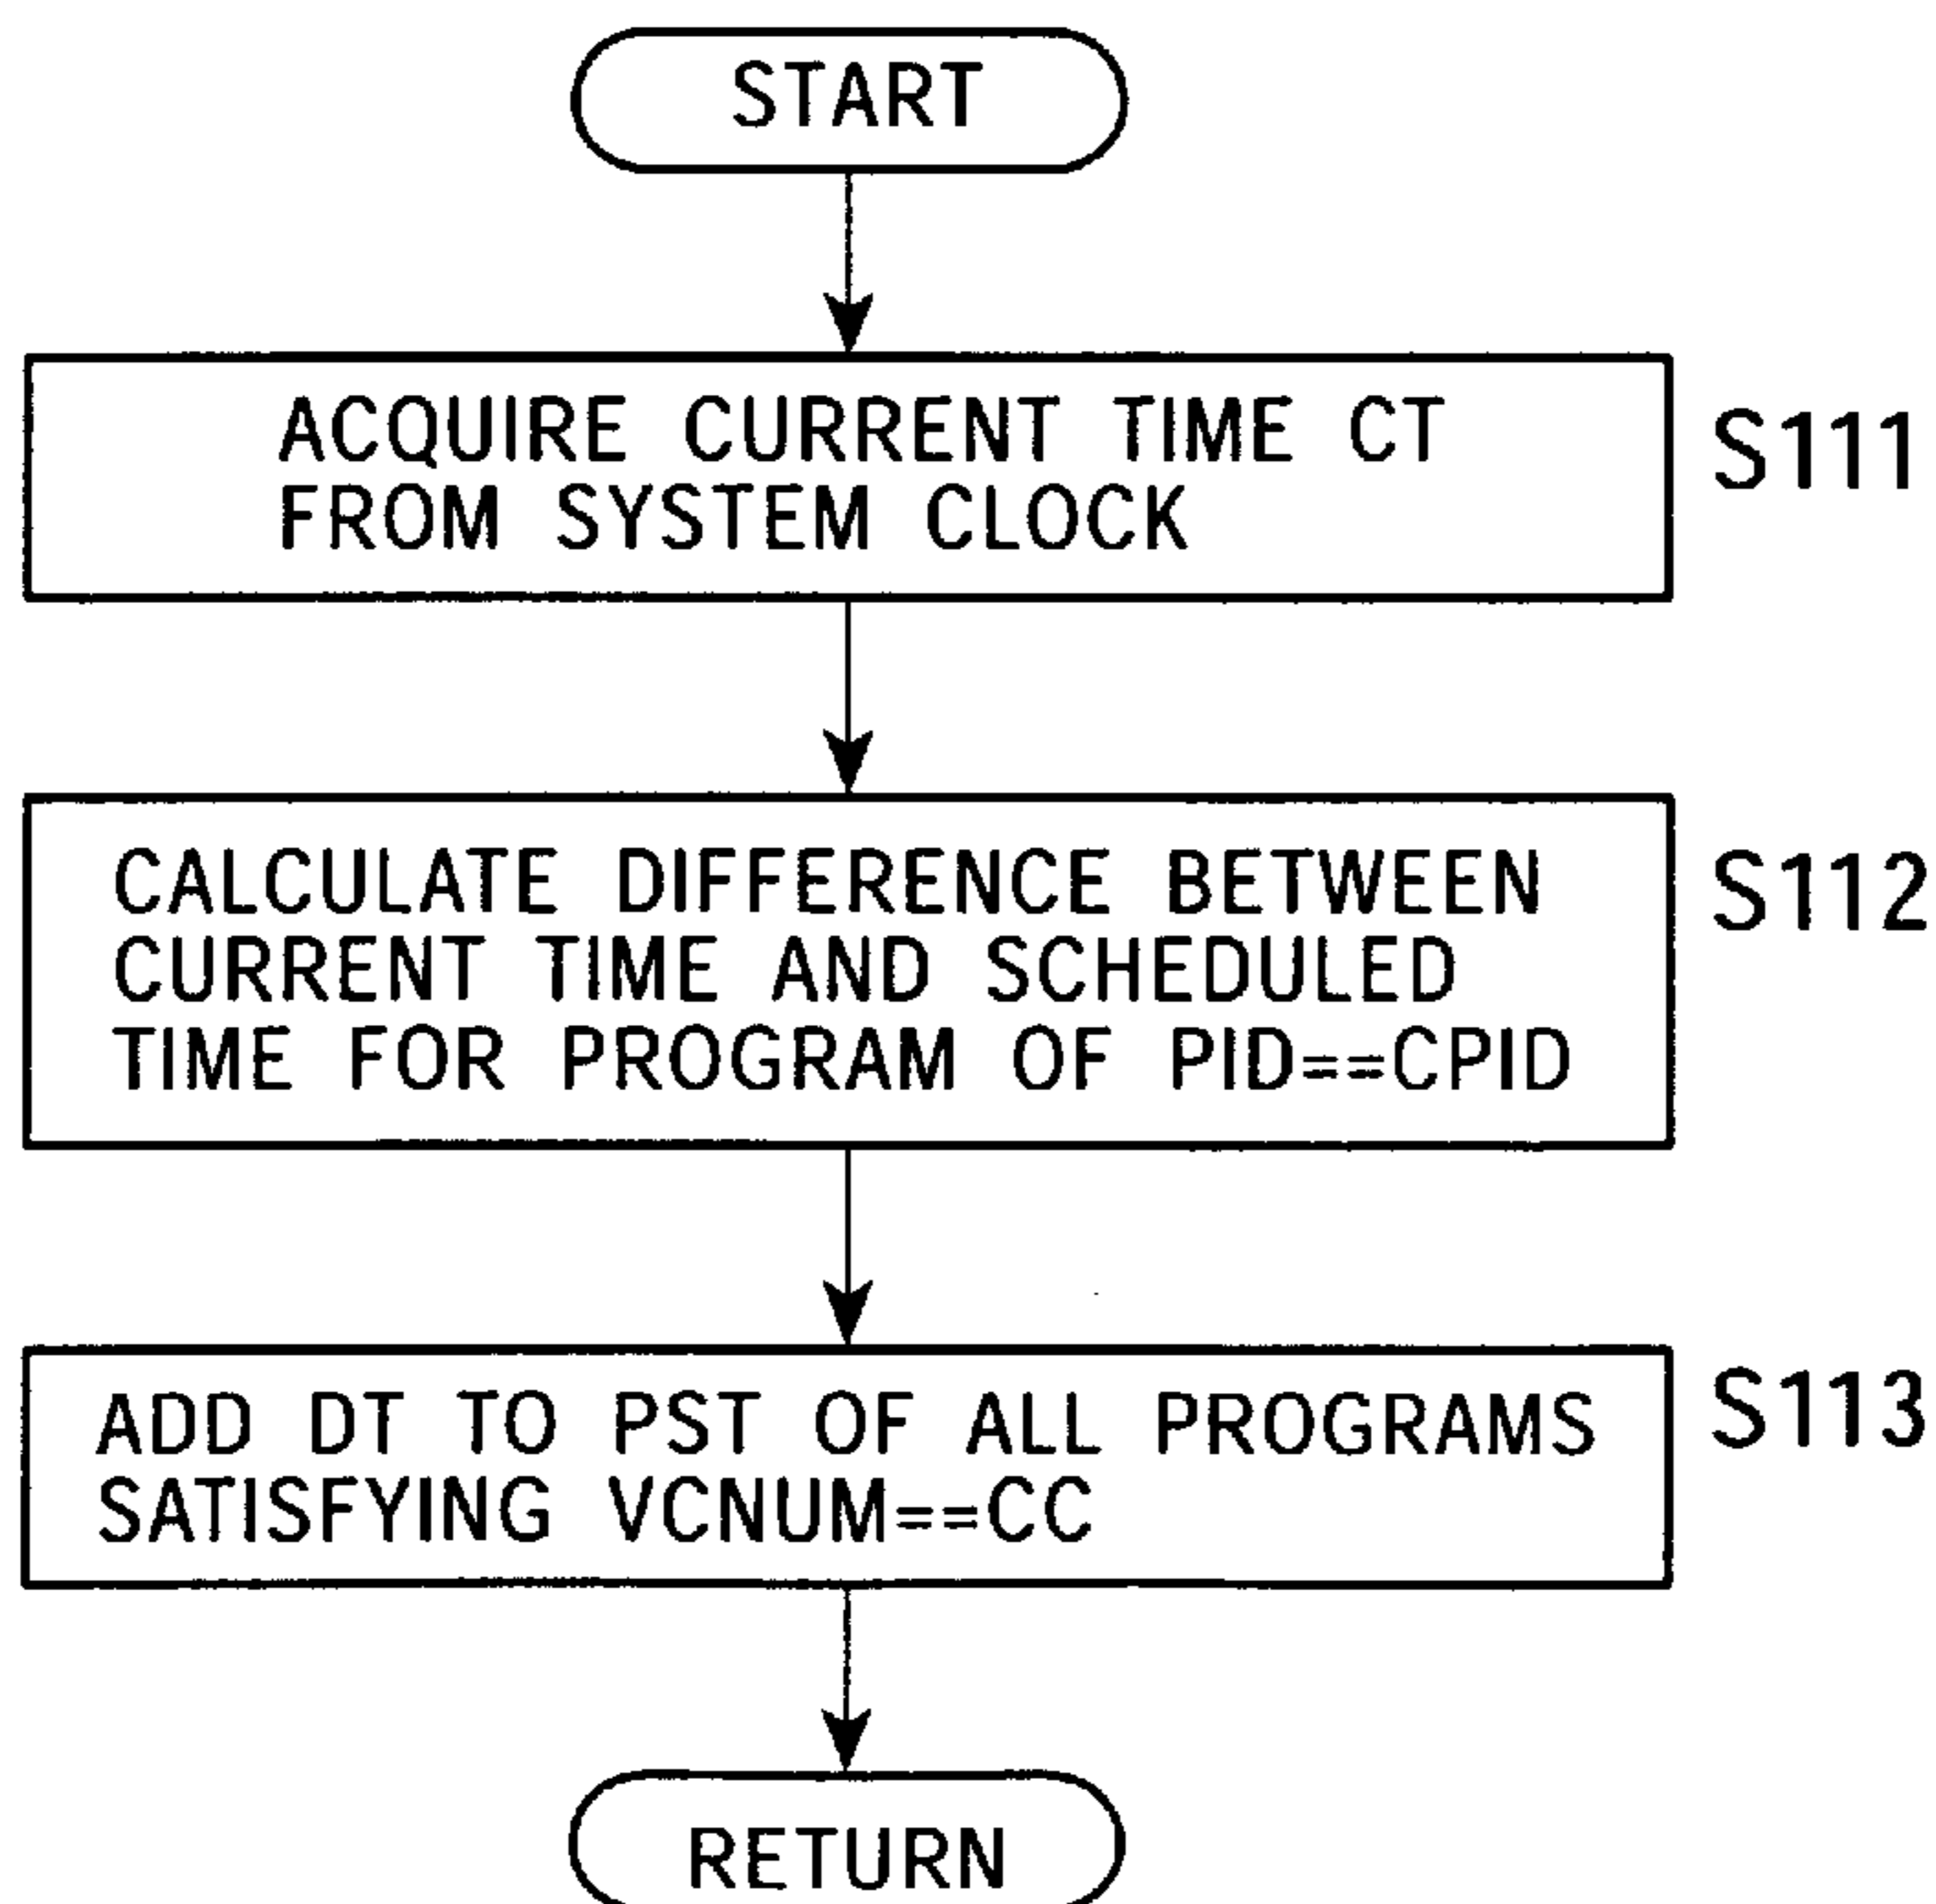 START
ACQUIRE CURRENT TIME CT
FROM SYSTEM CLOCK
S111
CALCULATE DIFFERENCE BETWEEN
CURRENT TIME AND SCHEDULED
TIME FOR PROGRAM OF PID==CPID
S112
ADD DT TO PST OF ALL PROGRAMS
SATISFYING VCNUM==CC
S113
RETURN